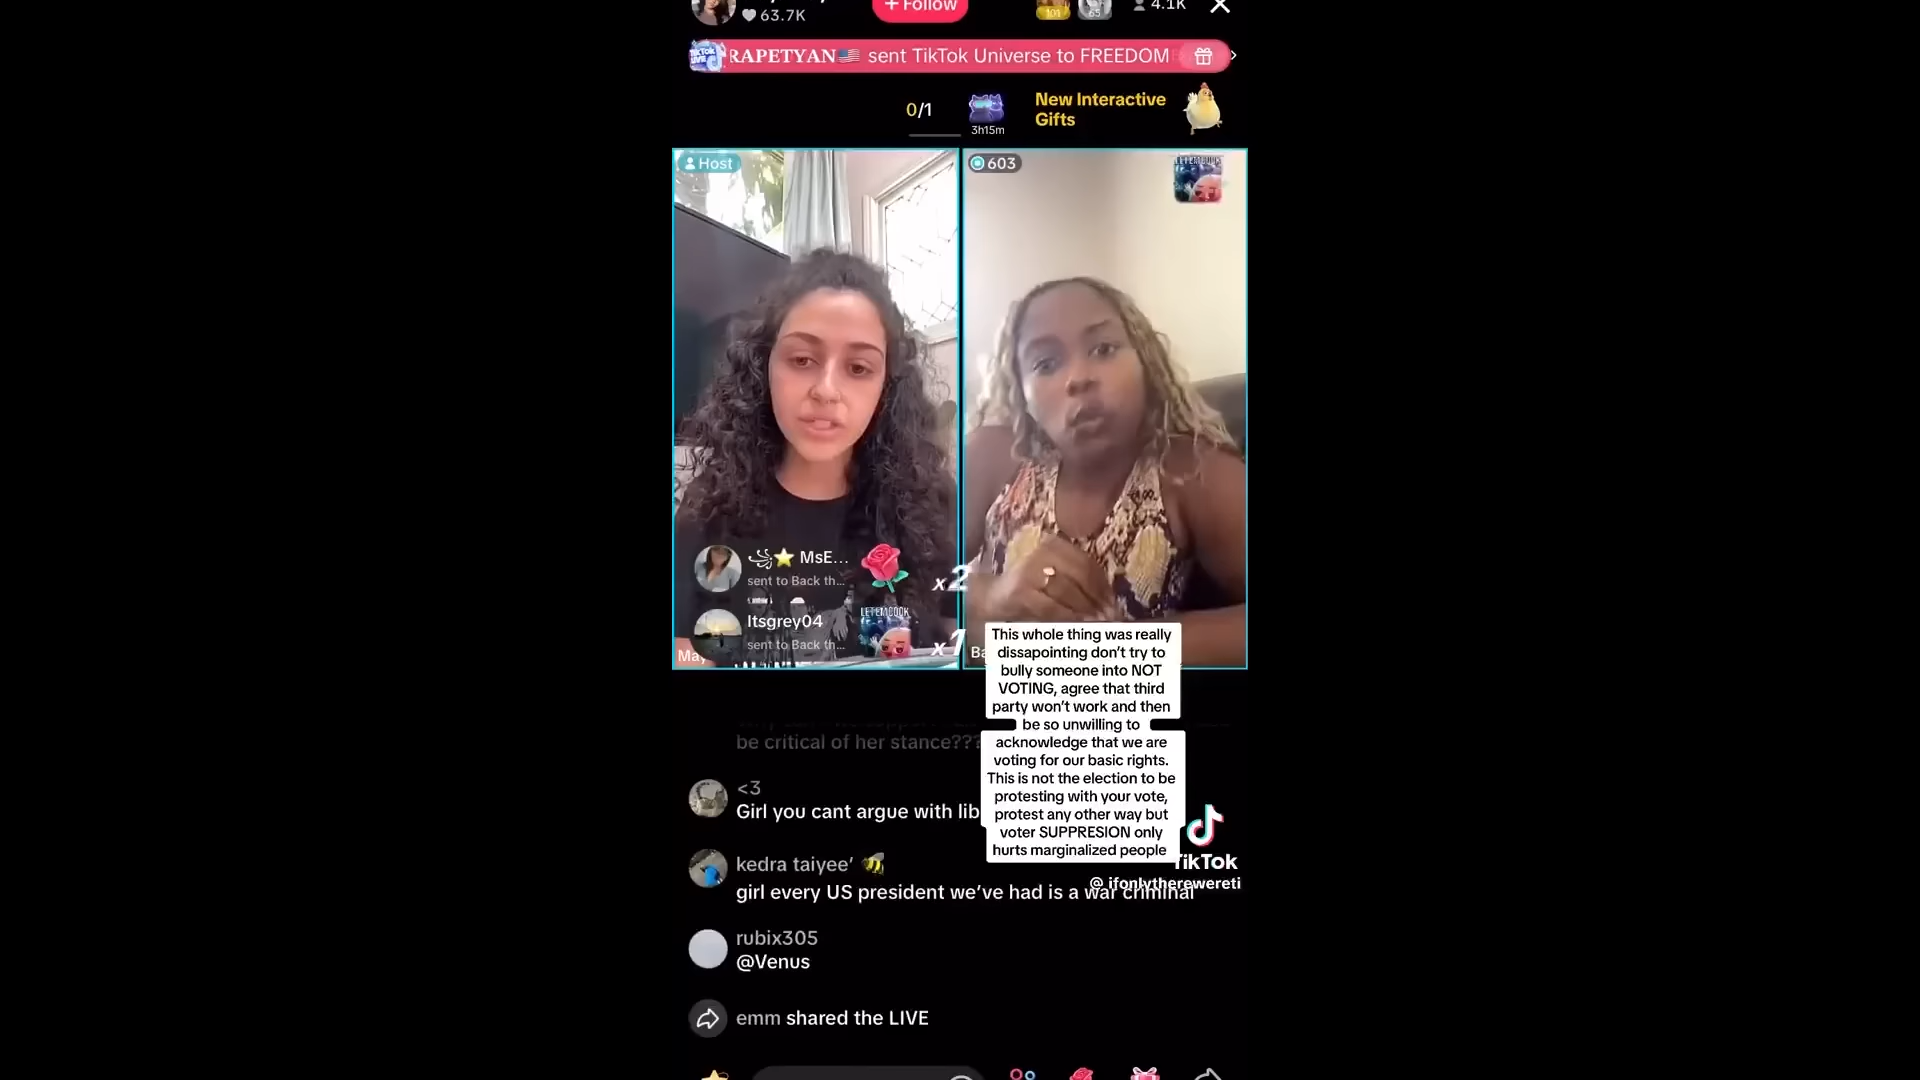 63.7K
+ Follow
101
65
4.1K
RAPETYAN🇺🇸 sent TikTok Universe to FREEDOM
0/1
3h15m
New Interactive
Gifts
Host
603
LETEMCOOK
MsE...
sent to Back th...
x2
Itsgrey04
sent to Back th...
LETEMCOOK
x1
May
Ba
This whole thing was really
dissapointing don't try to
bully someone into NOT
VOTING, agree that third
party won't work and then
be so unwilling to
acknowledge that we are
voting for our basic rights.
This is not the election to be
protesting with your vote,
protest any other way but
voter SUPPRESION only
hurts marginalized people
be critical of her stance???
<3
Girl you cant argue with lib
kedra taiyee' 🐝
girl every US president we've had is a war criminal
TikTok
@ ifonlytherewereti
rubix305
@Venus
emm shared the LIVE